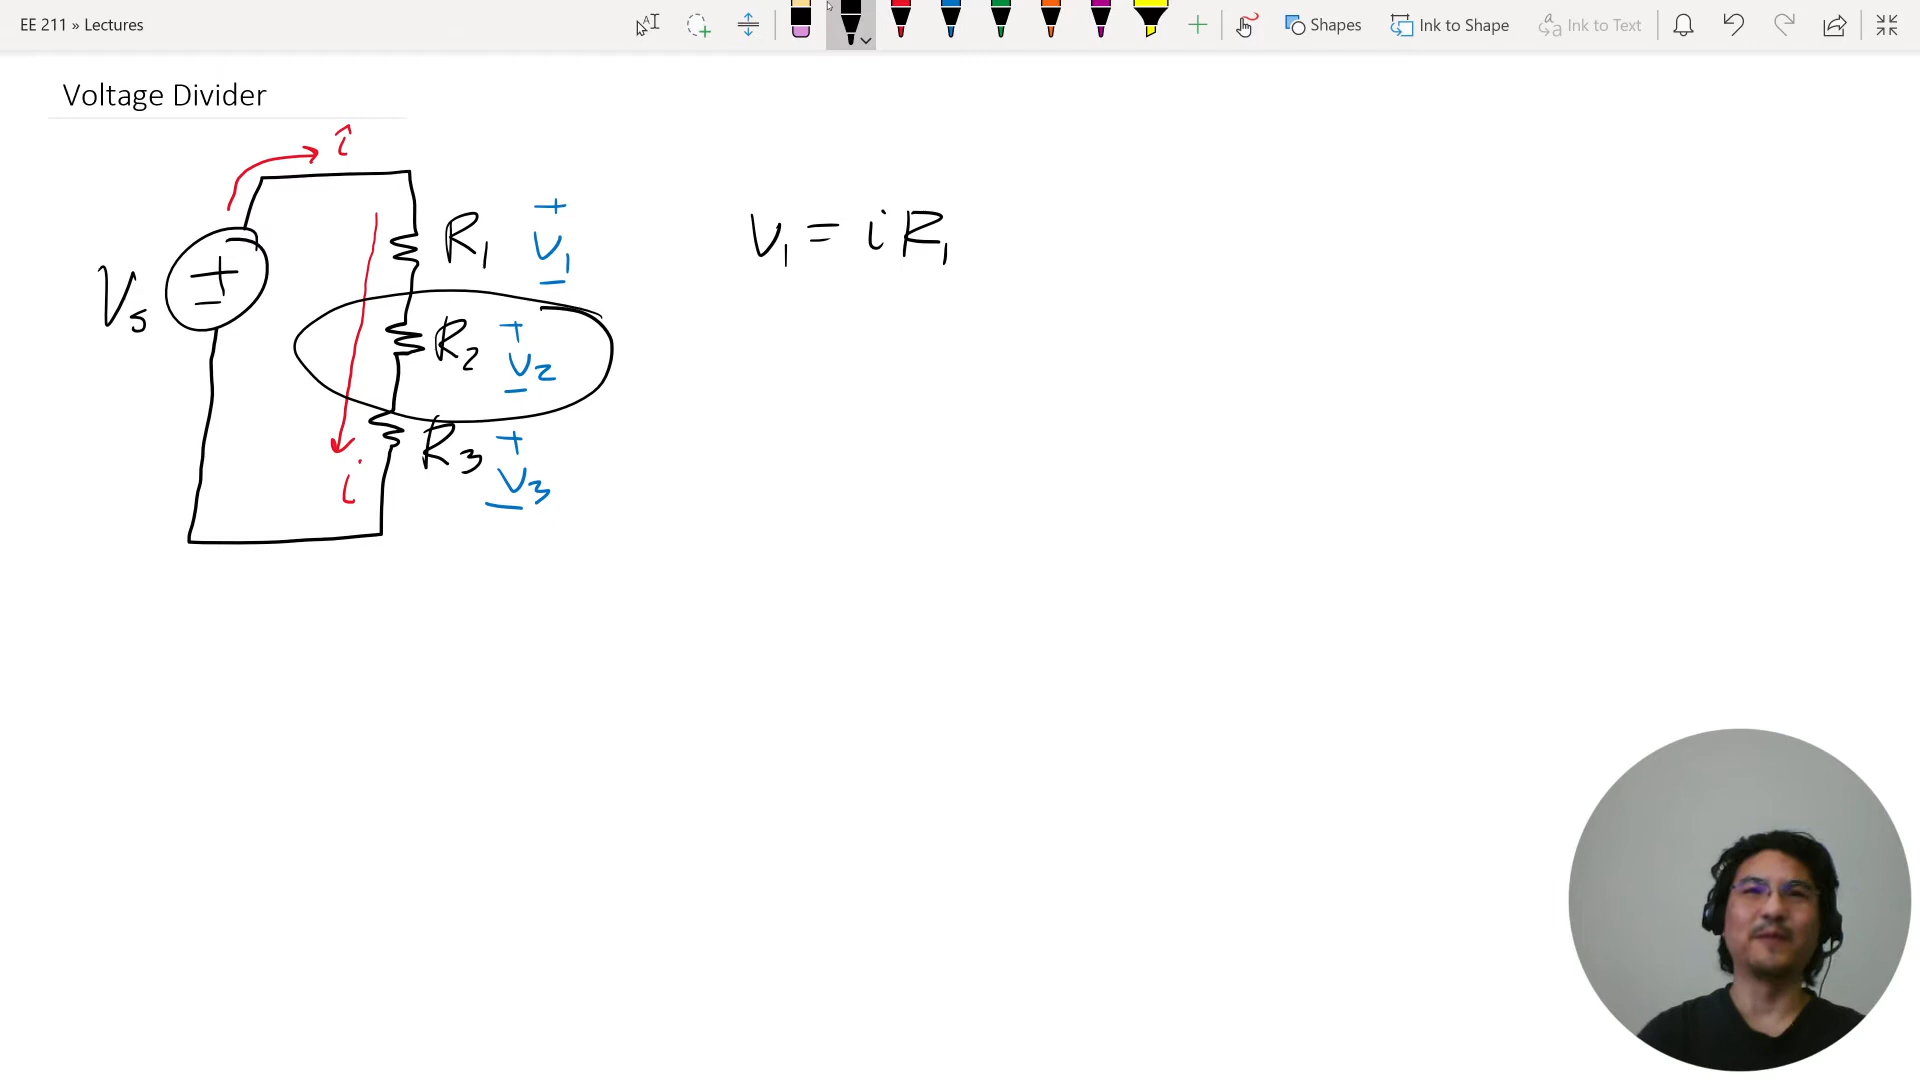 EE 211 » Lectures
Shapes
Ink to Shape
Ink to Text
Voltage Divider
i
R1
+
V1
−
V1 = i R1
Vs
+
−
R2
+
V2
−
R3
+
V3
−
i